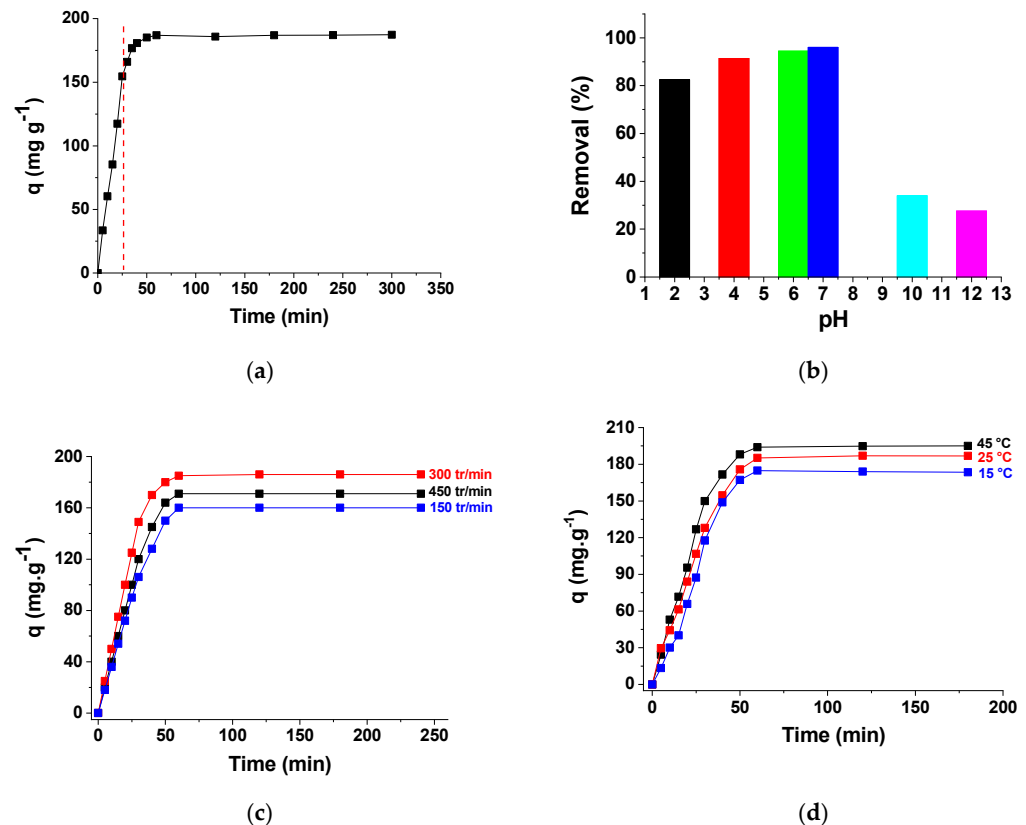 200
150
100
50
0
q (mg g⁻¹)
0 50 100 150 200 250 300 350
Time (min)
(a)
100
80
60
40
20
0
Removal (%)
1 2 3 4 5 6 7 8 9 10 11 12 13
pH
(b)
200
160
120
80
40
0
q (mg.g⁻¹)
300 tr/min
450 tr/min
150 tr/min
0 50 100 150 200 250
Time (min)
(c)
210
180
150
120
90
60
30
0
q (mg.g⁻¹)
45 °C
25 °C
15 °C
0 50 100 150 200
Time (min)
(d)